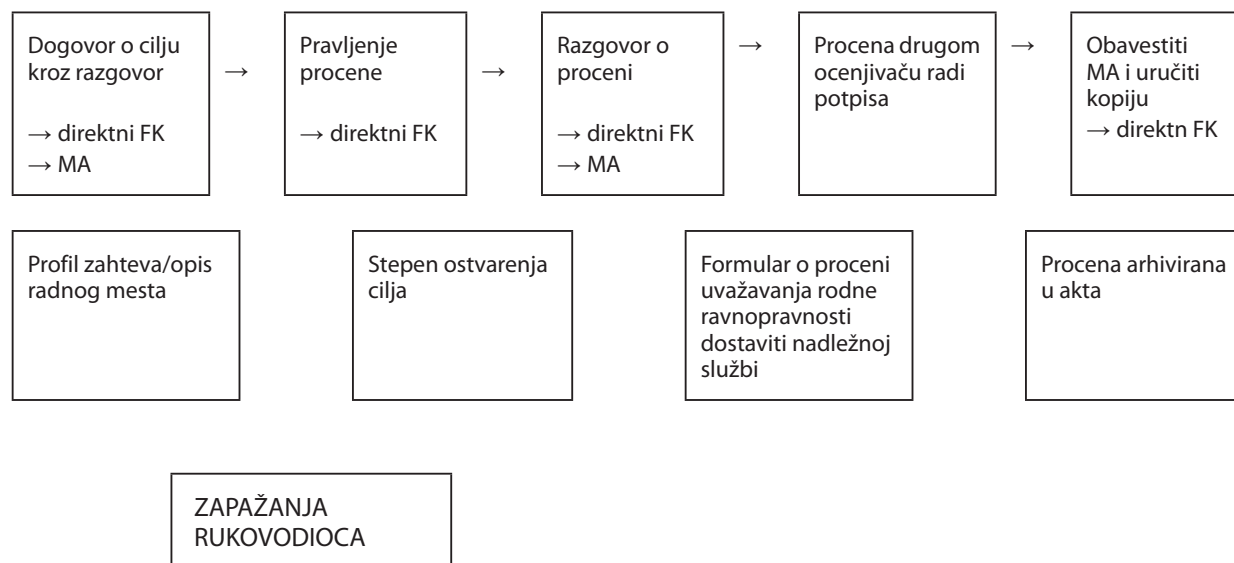 Dogovor o cilju
kroz razgovor
→ direktni FK
→ MA
→
Pravljenje
procene
→ direktni FK
→
Razgovor o
proceni
→ direktni FK
→ MA
→
Procena drugom
ocenjivaču radi
potpisa
→
Obavestiti
MA i uručiti
kopiju
→ direktn FK
Profil zahteva/opis
radnog mesta
Stepen ostvarenja
cilja
Formular o proceni
uvažavanja rodne
ravnopravnosti
dostaviti nadležnoj
službi
Procena arhivirana
u akta
ZAPAŽANJA
RUKOVODIOCA